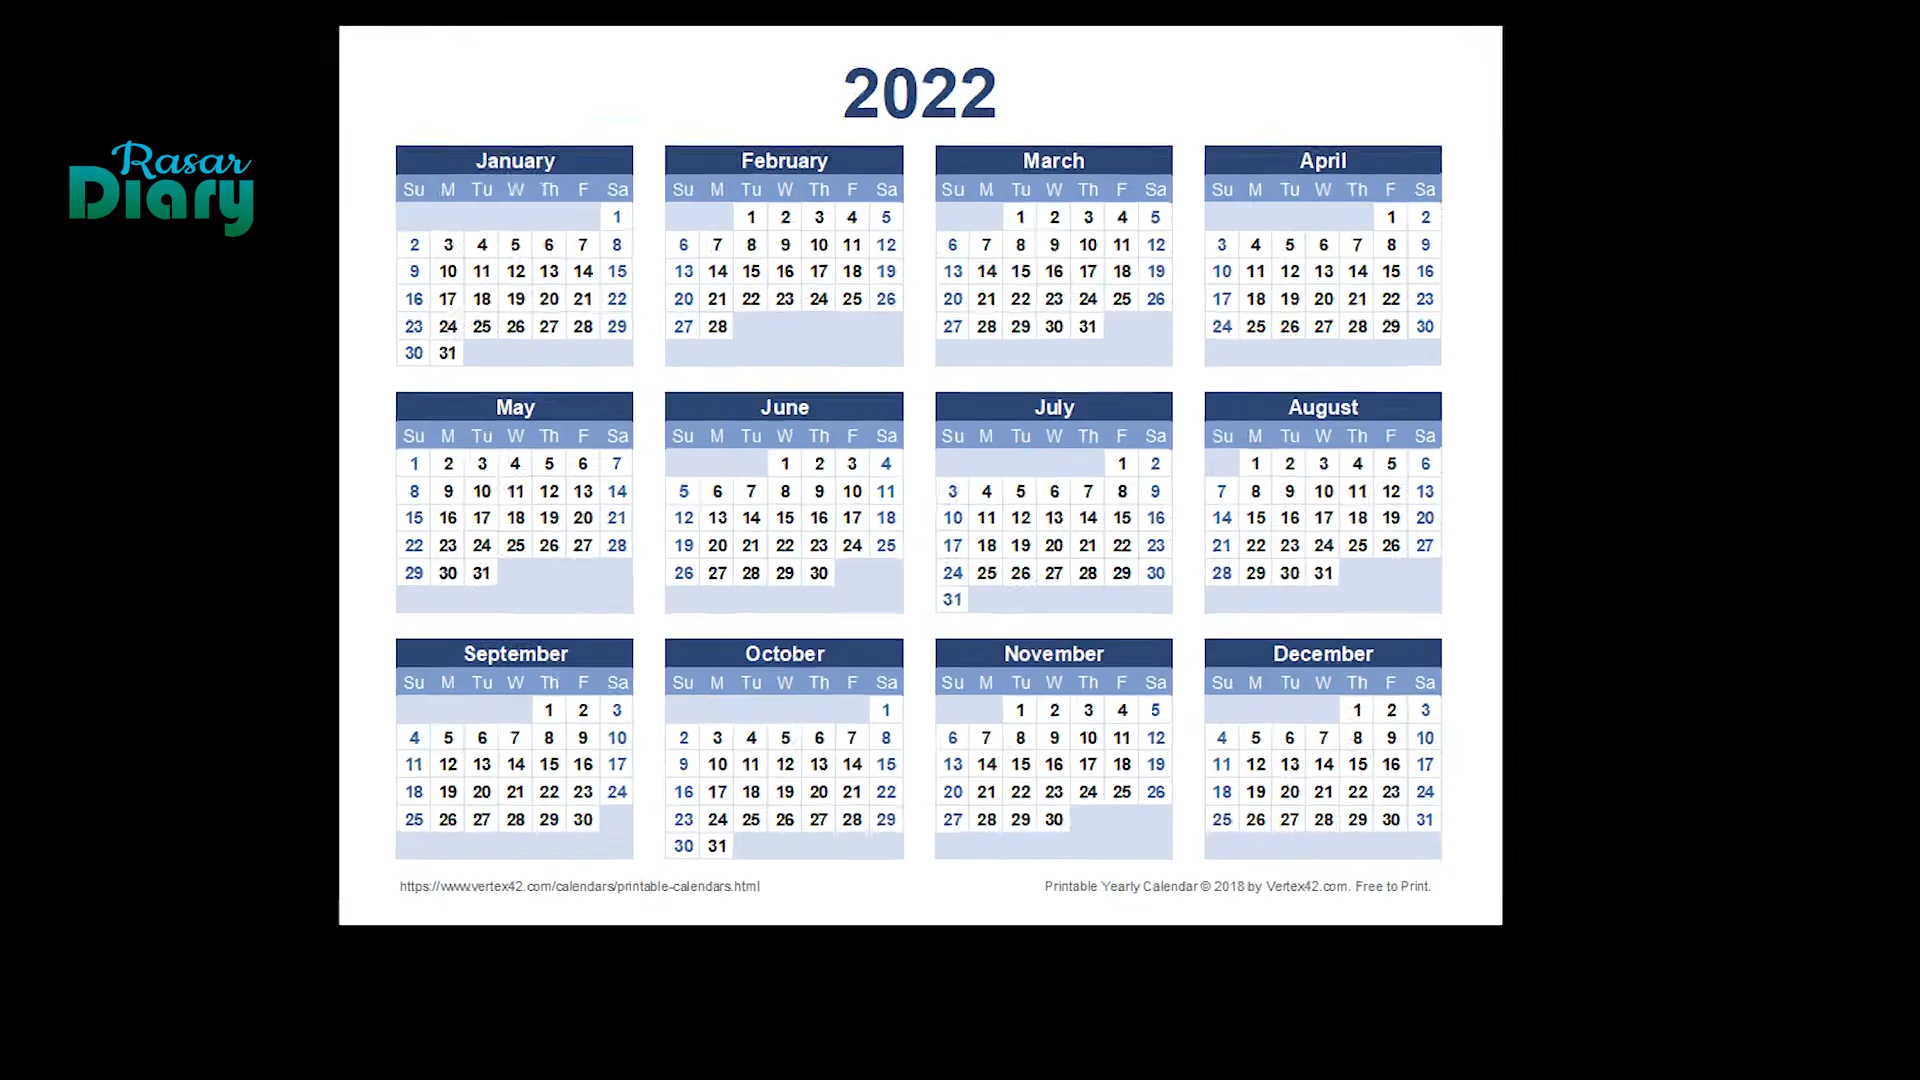 Rasar
Diary
2022
January February March April
Su M Tu W Th F Sa Su M Tu W Th F Sa Su M Tu W Th F Sa Su M Tu W Th F Sa
1 1 2 3 4 5 1 2 3 4 5 1 2
2 3 4 5 6 7 8 6 7 8 9 10 11 12 6 7 8 9 10 11 12 3 4 5 6 7 8 9
9 10 11 12 13 14 15 13 14 15 16 17 18 19 13 14 15 16 17 18 19 10 11 12 13 14 15 16
16 17 18 19 20 21 22 20 21 22 23 24 25 26 20 21 22 23 24 25 26 17 18 19 20 21 22 23
23 24 25 26 27 28 29 27 28 27 28 29 30 31 24 25 26 27 28 29 30
30 31
May June July August
Su M Tu W Th F Sa Su M Tu W Th F Sa Su M Tu W Th F Sa Su M Tu W Th F Sa
1 2 3 4 5 6 7 1 2 3 4 1 2 1 2 3 4 5 6
8 9 10 11 12 13 14 5 6 7 8 9 10 11 3 4 5 6 7 8 9 7 8 9 10 11 12 13
15 16 17 18 19 20 21 12 13 14 15 16 17 18 10 11 12 13 14 15 16 14 15 16 17 18 19 20
22 23 24 25 26 27 28 19 20 21 22 23 24 25 17 18 19 20 21 22 23 21 22 23 24 25 26 27
29 30 31 26 27 28 29 30 24 25 26 27 28 29 30 28 29 30 31
31
September October November December
Su M Tu W Th F Sa Su M Tu W Th F Sa Su M Tu W Th F Sa Su M Tu W Th F Sa
1 2 3 1 1 2 3 4 5 1 2 3
4 5 6 7 8 9 10 2 3 4 5 6 7 8 6 7 8 9 10 11 12 4 5 6 7 8 9 10
11 12 13 14 15 16 17 9 10 11 12 13 14 15 13 14 15 16 17 18 19 11 12 13 14 15 16 17
18 19 20 21 22 23 24 16 17 18 19 20 21 22 20 21 22 23 24 25 26 18 19 20 21 22 23 24
25 26 27 28 29 30 23 24 25 26 27 28 29 27 28 29 30 25 26 27 28 29 30 31
30 31
https://www.vertex42.com/calendars/printable-calendars.html Printable Yearly Calendar © 2018 by Vertex42.com. Free to Print.